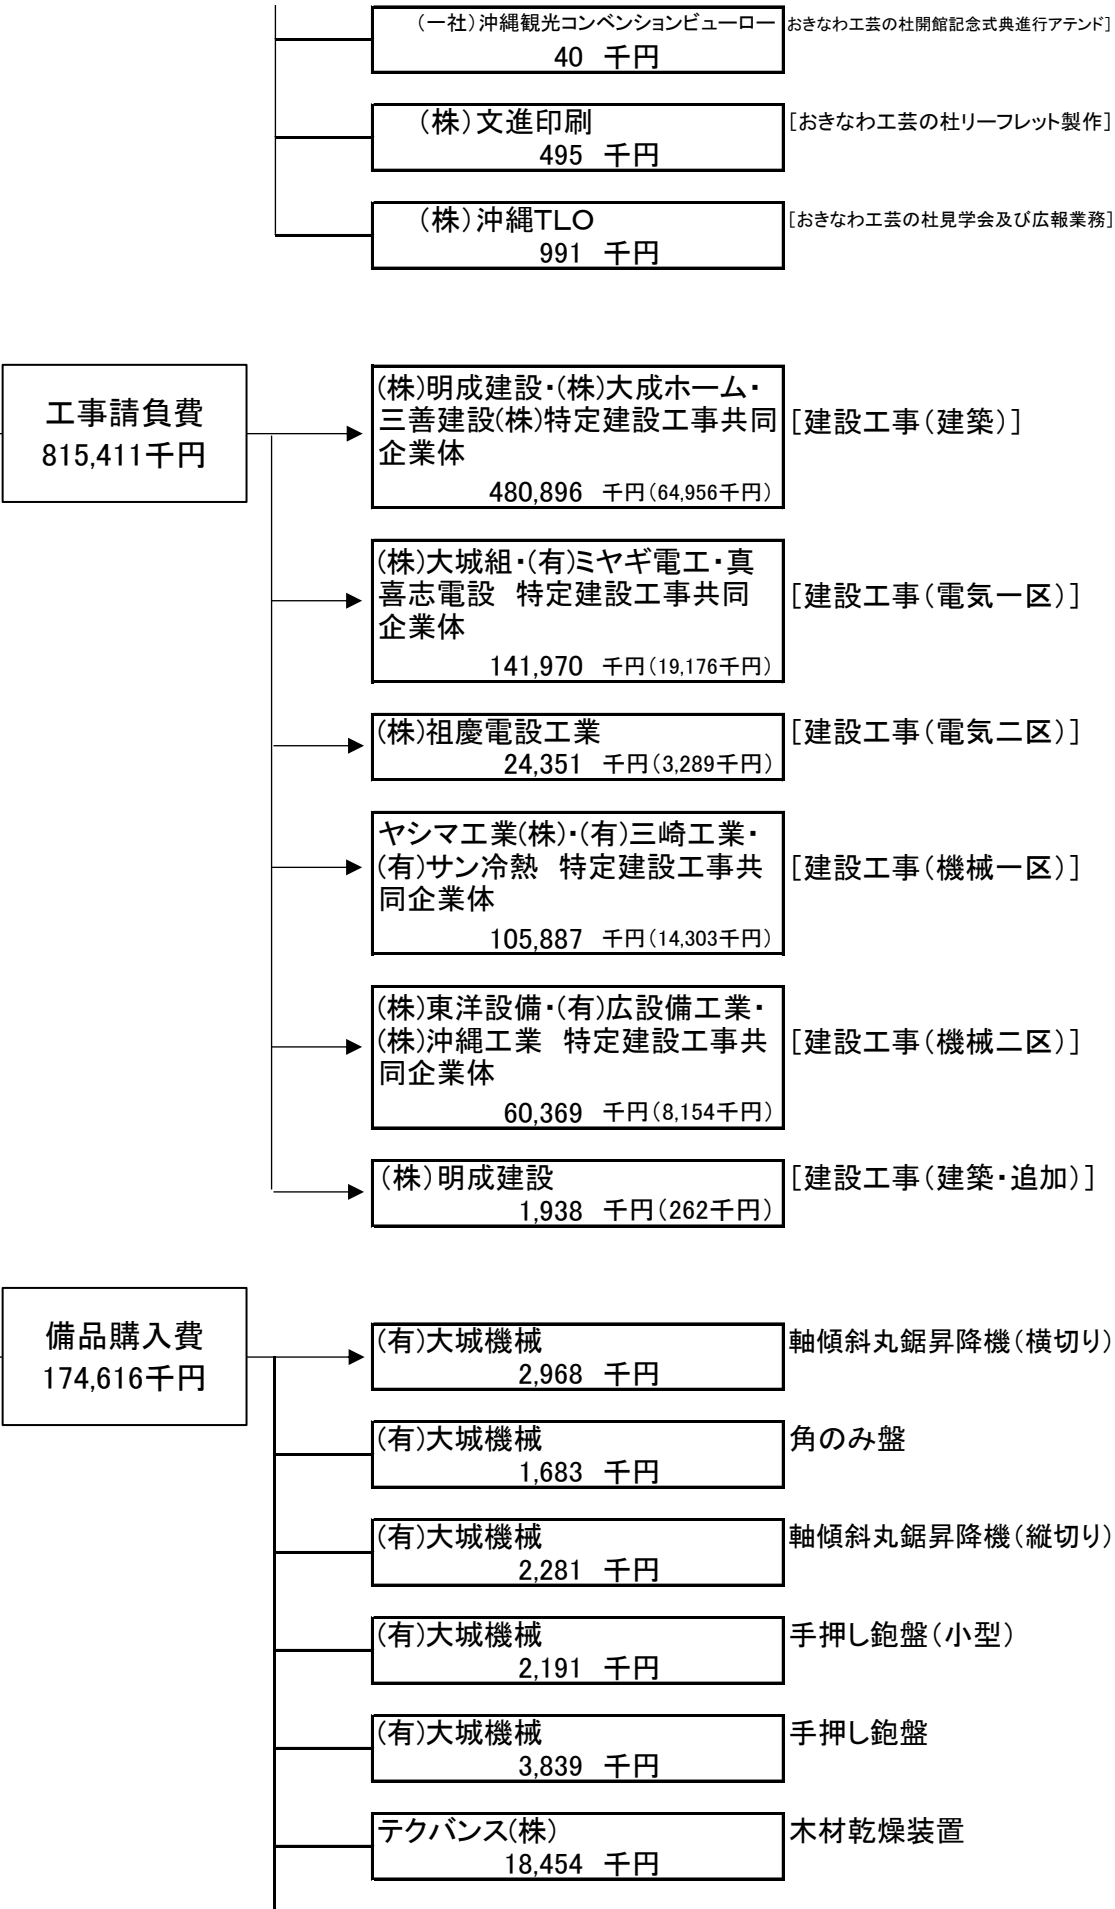 (一社)沖縄観光コンベンションビューロー
40 千円
おきなわ工芸の杜開館記念式典進行アテンド]
(株)文進印刷
495 千円
[おきなわ工芸の杜リーフレット製作]
(株)沖縄TLO
991 千円
[おきなわ工芸の杜見学会及び広報業務]
工事請負費
815,411千円
(株)明成建設・(株)大成ホーム・
三善建設(株)特定建設工事共同
企業体
480,896 千円(64,956千円)
[建設工事(建築)]
(株)大城組・(有)ミヤギ電工・真
喜志電設 特定建設工事共同
企業体
141,970 千円(19,176千円)
[建設工事(電気一区)]
(株)祖慶電設工業
24,351 千円(3,289千円)
[建設工事(電気二区)]
ヤシマ工業(株)・(有)三崎工業・
(有)サン冷熱 特定建設工事共
同企業体
105,887 千円(14,303千円)
[建設工事(機械一区)]
(株)東洋設備・(有)広設備工業・
(株)沖縄工業 特定建設工事共
同企業体
60,369 千円(8,154千円)
[建設工事(機械二区)]
(株)明成建設
1,938 千円(262千円)
[建設工事(建築・追加)]
備品購入費
174,616千円
(有)大城機械
2,968 千円
軸傾斜丸鋸昇降機(横切り)
(有)大城機械
1,683 千円
角のみ盤
(有)大城機械
2,281 千円
軸傾斜丸鋸昇降機(縦切り)
(有)大城機械
2,191 千円
手押し鉋盤(小型)
(有)大城機械
3,839 千円
手押し鉋盤
テクバンス(株)
18,454 千円
木材乾燥装置